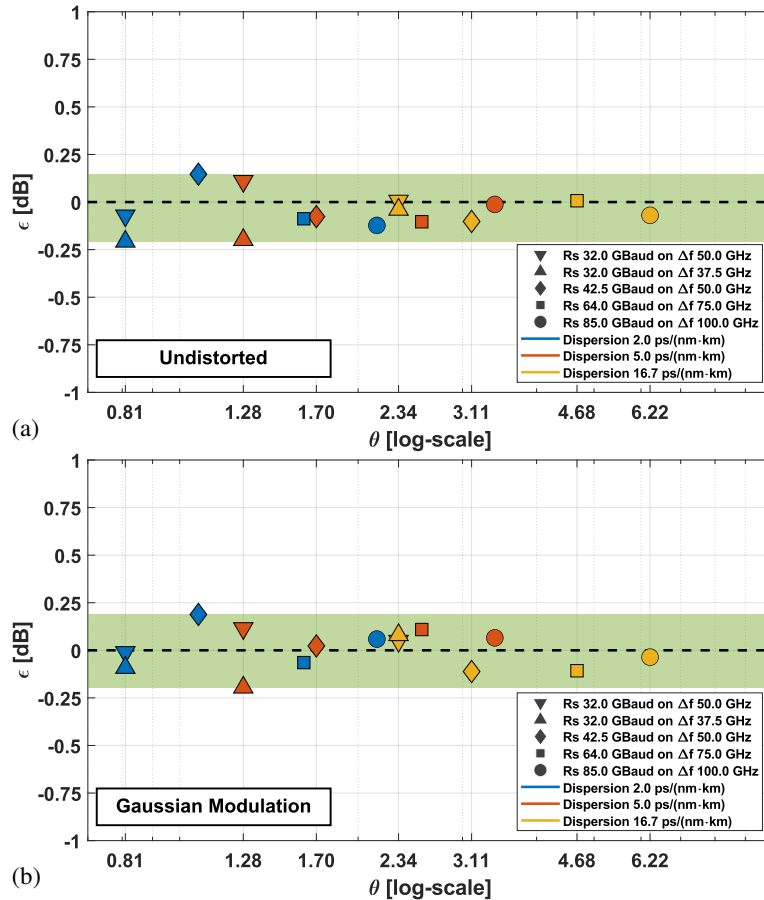 1
0.75
0.5
0.25
0
-0.25
-0.5
-0.75
-1
ϵ [dB]
Rs 32.0 GBaud on Δf 50.0 GHz
Rs 32.0 GBaud on Δf 37.5 GHz
Rs 42.5 GBaud on Δf 50.0 GHz
Rs 64.0 GBaud on Δf 75.0 GHz
Rs 85.0 GBaud on Δf 100.0 GHz
Dispersion 2.0 ps/(nm·km)
Dispersion 5.0 ps/(nm·km)
Dispersion 16.7 ps/(nm·km)
Undistorted
0.81 1.28 1.70 2.34 3.11 4.68 6.22
(a)
θ [log-scale]
1
0.75
0.5
0.25
0
-0.25
-0.5
-0.75
-1
ϵ [dB]
Rs 32.0 GBaud on Δf 50.0 GHz
Rs 32.0 GBaud on Δf 37.5 GHz
Rs 42.5 GBaud on Δf 50.0 GHz
Rs 64.0 GBaud on Δf 75.0 GHz
Rs 85.0 GBaud on Δf 100.0 GHz
Dispersion 2.0 ps/(nm·km)
Dispersion 5.0 ps/(nm·km)
Dispersion 16.7 ps/(nm·km)
Gaussian Modulation
0.81 1.28 1.70 2.34 3.11 4.68 6.22
(b)
θ [log-scale]